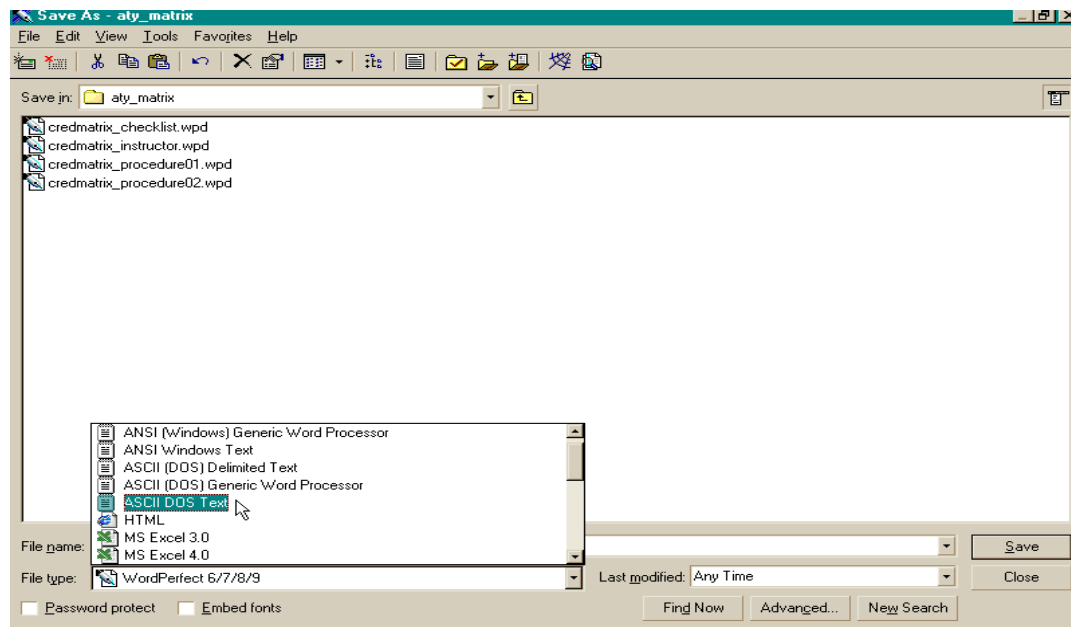 Save As - aty_matrix
File Edit View Tools Favorites Help
Save in: aty_matrix
credmatrix_checklist.wpd
credmatrix_instructor.wpd
credmatrix_procedure01.wpd
credmatrix_procedure02.wpd
ANSI (Windows) Generic Word Processor
ANSI Windows Text
ASCII (DOS) Delimited Text
ASCII (DOS) Generic Word Processor
ASCII DOS Text
HTML
MS Excel 3.0
MS Excel 4.0
File name: Save
File type: WordPerfect 6/7/8/9 Last modified: Any Time Close
Password protect Embed fonts Find Now Advanced... New Search